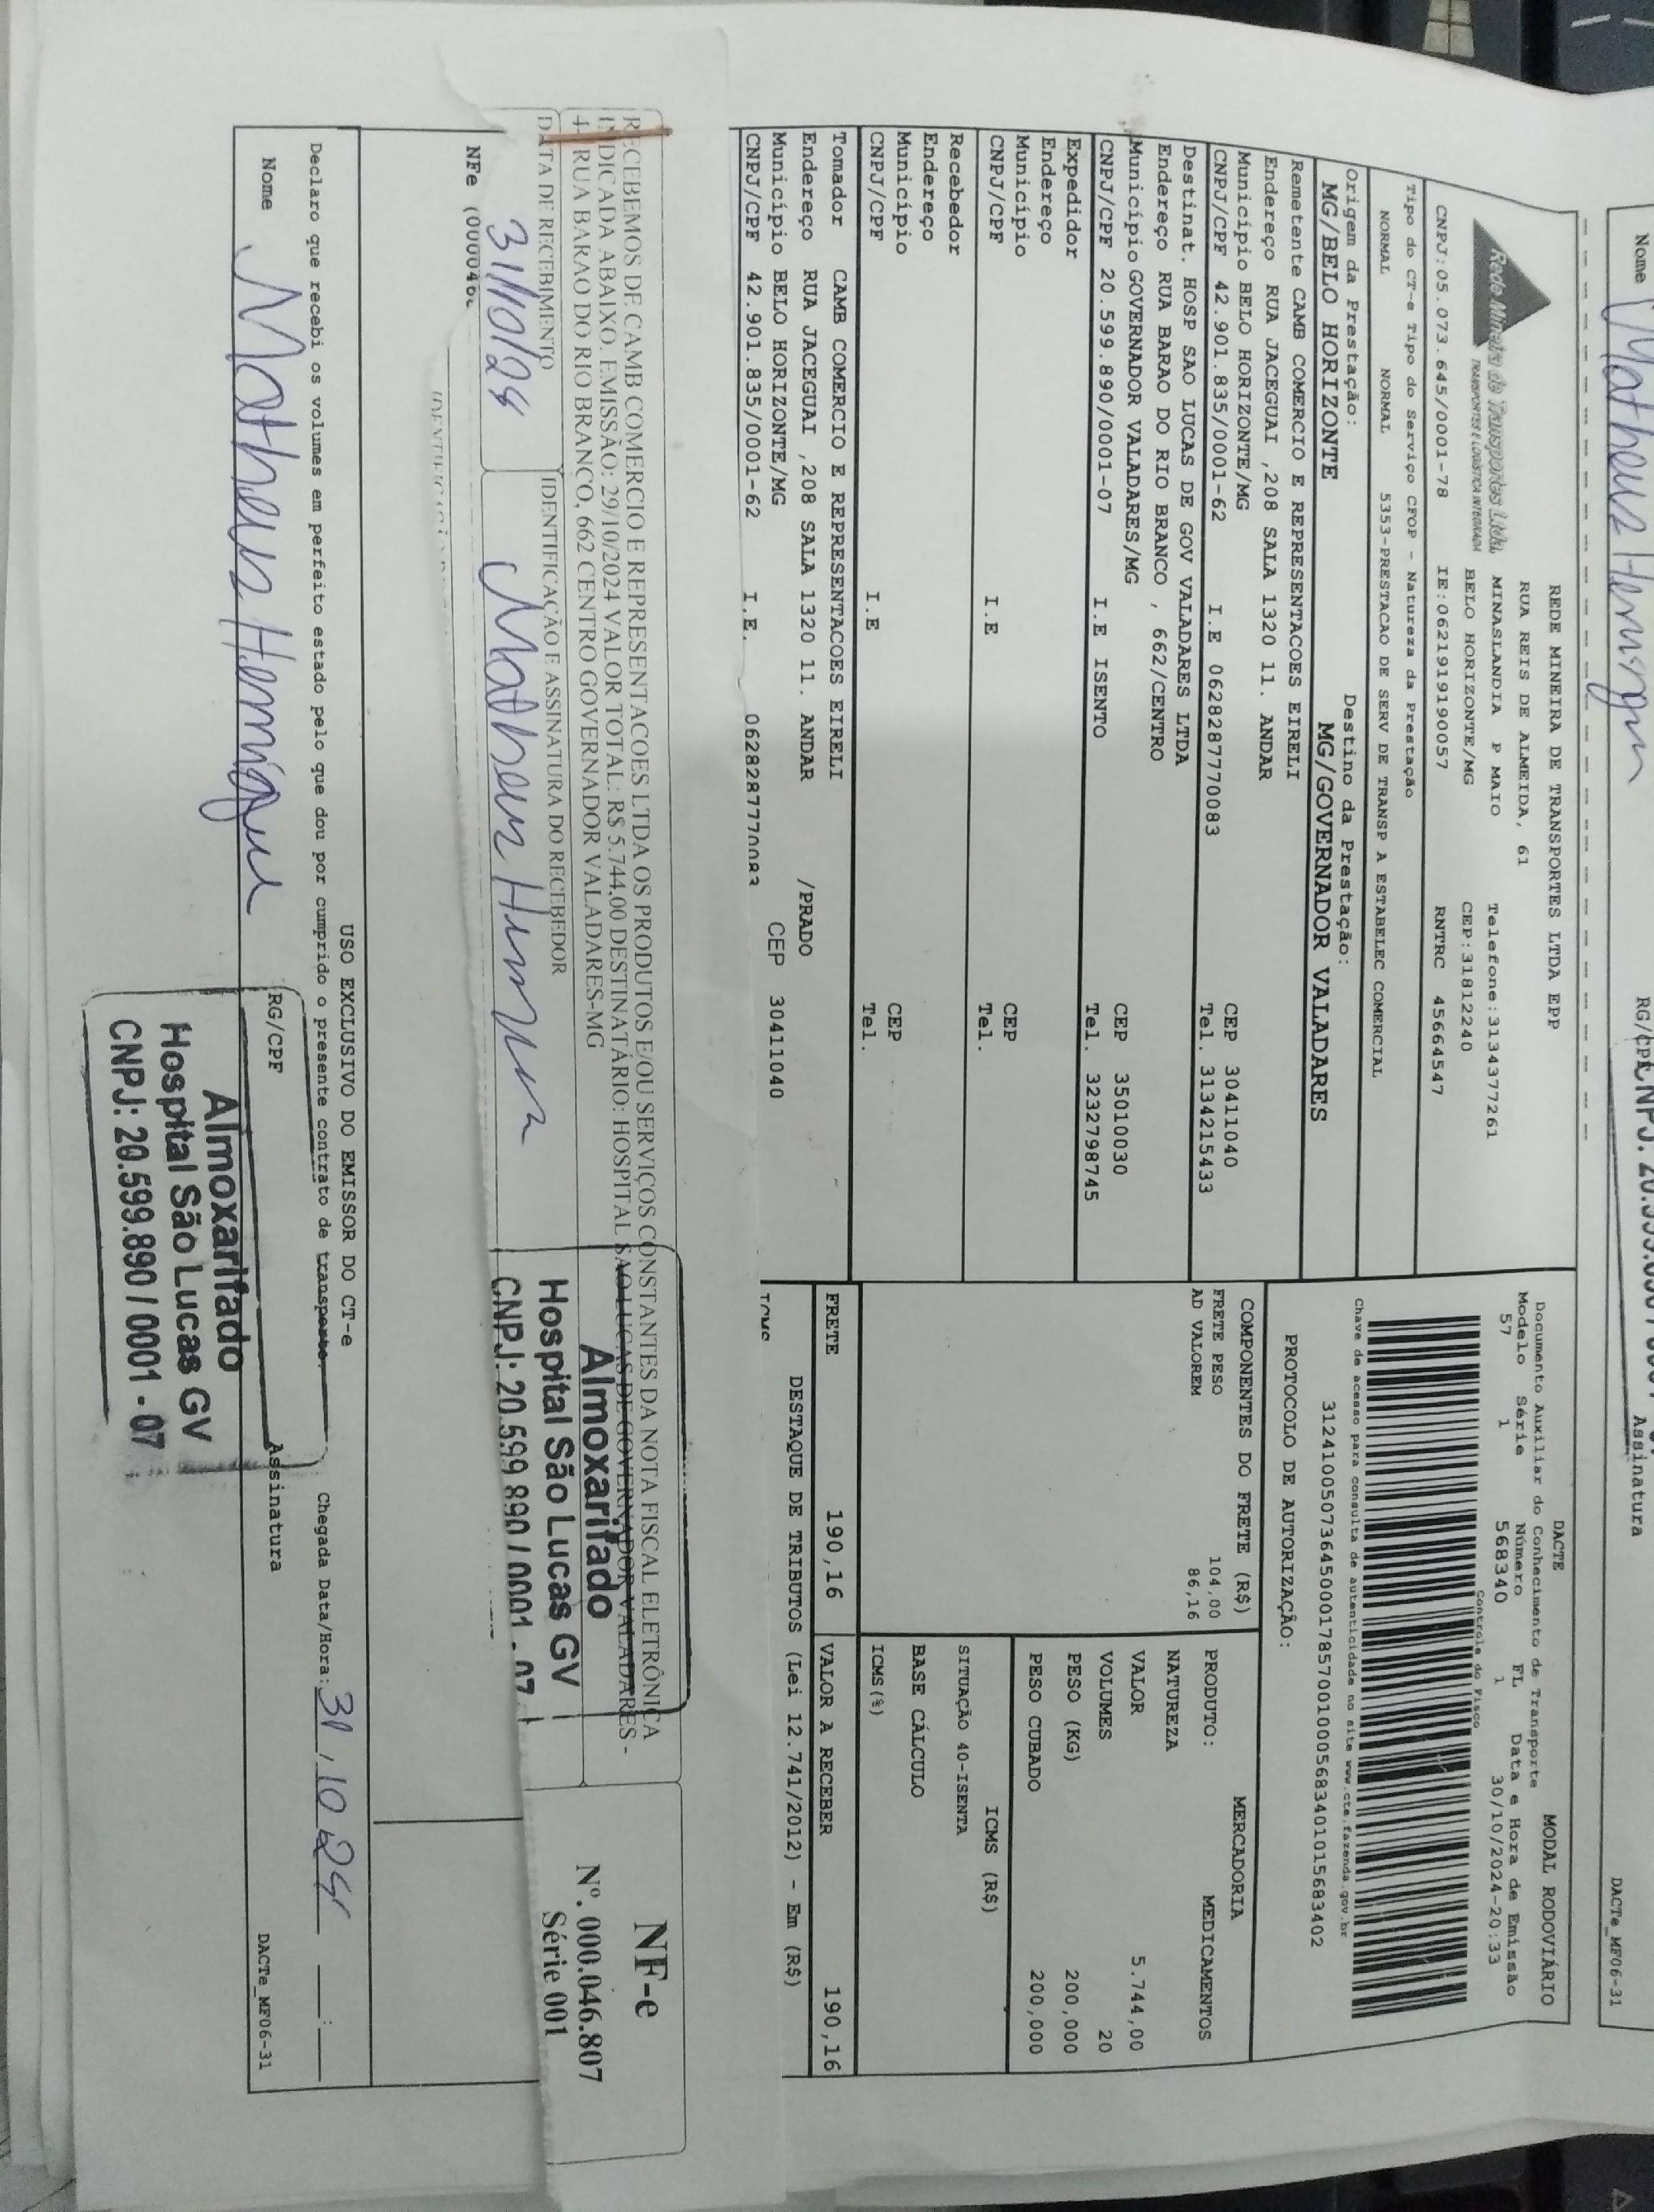 Nome Matheus Henrique RG/CPF CNPJ: Assinatura
DACTe_MF06-31
Rede Mineira de Transportes Ltda.
TRANSPORTES E LOGÍSTICA INTEGRADA
REDE MINEIRA DE TRANSPORTES LTDA EPP
RUA REIS DE ALMEIDA, 61
MINASLANDIA P MAIO Telefone:3134377261
BELO HORIZONTE/MG CEP:31812240
CNPJ:05.073.645/0001-78 IE:0621919190057 RNTRC 45664547
Tipo do CT-e Tipo do Serviço CFOP - Natureza da Prestação
NORMAL NORMAL 5353-PRESTACAO DE SERV DE TRANSP A ESTABELEC COMERCIAL
Origem da Prestação: Destino da Prestação:
MG/BELO HORIZONTE MG/GOVERNADOR VALADARES
Remetente CAMB COMERCIO E REPRESENTACOES EIRELI
Endereço RUA JACEGUAI ,208 SALA 1320 11. ANDAR
Município BELO HORIZONTE/MG CEP 30411040
CNPJ/CPF 42.901.835/0001-62 I.E 0628287770083 Tel. 3134215433
Destinat. HOSP SAO LUCAS DE GOV VALADARES LTDA
Endereço RUA BARAO DO RIO BRANCO , 662/CENTRO
Município GOVERNADOR VALADARES/MG CEP 35010030
CNPJ/CPF 20.599.890/0001-07 I.E ISENTO Tel. 3232798745
Expedidor
Endereço
Município CEP
CNPJ/CPF I.E Tel.
Recebedor
Endereço
Município CEP
CNPJ/CPF I.E Tel.
Tomador CAMB COMERCIO E REPRESENTACOES EIRELI
Endereço RUA JACEGUAI ,208 SALA 1320 11. ANDAR /PRADO
Município BELO HORIZONTE/MG CEP 30411040
CNPJ/CPF 42.901.835/0001-62 I.E. 0628287770083
DACTE MODAL RODOVIÁRIO
Documento Auxiliar do Conhecimento de Transporte
Modelo Série Número FL Data e Hora de Emissão
57 1 568340 1 30/10/2024-20:33
Controle do Fisco
Chave de acesso para consulta de autenticidade no site www.cte.fazenda.gov.br
31241005073645000178570010005683401015683402
PROTOCOLO DE AUTORIZAÇÃO:
COMPONENTES DO FRETE (R$)
FRETE PESO 104,00
AD VALOREM 86,16
MERCADORIA
PRODUTO: MEDICAMENTOS
NATUREZA
VALOR 5.744,00
VOLUMES 20
PESO (KG) 200,000
PESO CUBADO 200,000
ICMS (R$)
SITUAÇÃO 40-ISENTA
BASE CÁLCULO
ICMS(%)
FRETE 190,16 VALOR A RECEBER 190,16
DESTAQUE DE TRIBUTOS (Lei 12.741/2012) - Em (R$)
ICMS
RECEBEMOS DE CAMB COMERCIO E REPRESENTACOES LTDA OS PRODUTOS E/OU SERVIÇOS CONSTANTES DA NOTA FISCAL ELETRÔNICA
INDICADA ABAIXO. EMISSÃO: 29/10/2024 VALOR TOTAL: R$ 5.744,00 DESTINATÁRIO: HOSPITAL SAO LUCAS DE GOVERNADOR VALADARES -
RUA BARAO DO RIO BRANCO, 662 CENTRO GOVERNADOR VALADARES-MG
DATA DE RECEBIMENTO IDENTIFICAÇÃO E ASSINATURA DO RECEBEDOR
31/10/24 Matheus Henrique
Almoxarifado
Hospital São Lucas GV
CNPJ: 20.599.890 / 0001 - 07
NF-e
Nº. 000.046.807
Série 001
NFe (000046
USO EXCLUSIVO DO EMISSOR DO CT-e
Declaro que recebi os volumes em perfeito estado pelo que dou por cumprido o presente contrato de transporte. Chegada Data/Hora: 31/10 24 __:__
Nome Matheus Henrique RG/CPF Assinatura
Almoxarifado
Hospital São Lucas GV
CNPJ: 20.599.890 / 0001 - 07
DACTe_MF06-31